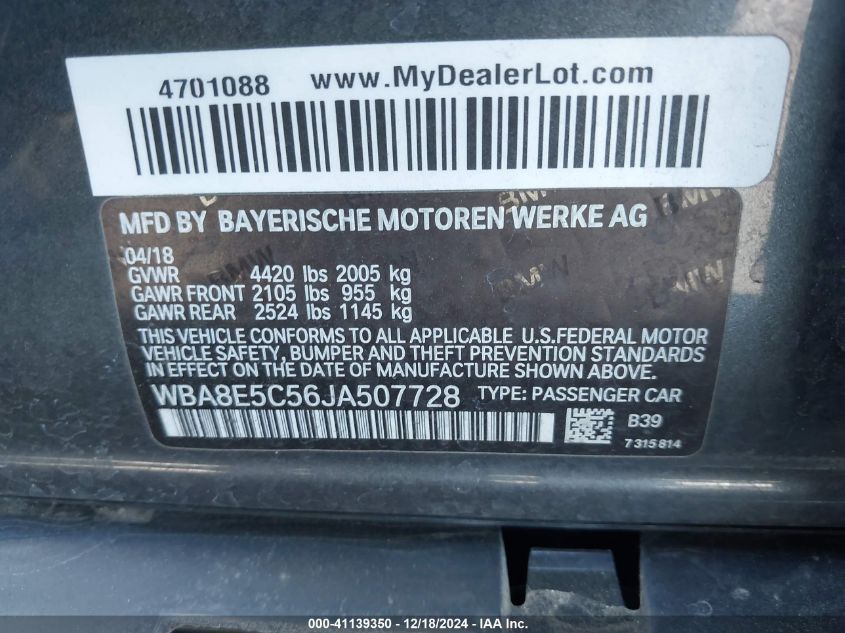 4701088 www.MyDealerLot.com
MFD BY BAYERISCHE MOTOREN WERKE AG
04/18
GVWR 4420 lbs 2005 kg
GAWR FRONT 2105 lbs 955 kg
GAWR REAR 2524 lbs 1145 kg
THIS VEHICLE CONFORMS TO ALL APPLICABLE U.S.FEDERAL MOTOR
VEHICLE SAFETY, BUMPER AND THEFT PREVENTION STANDARDS
IN EFFECT ON THE DATE OF MANUFACTURE SHOWN ABOVE.
WBA8E5C56JA507728 TYPE: PASSENGER CAR
B39
7315814
000-41139350 - 12/18/2024 - IAA Inc.